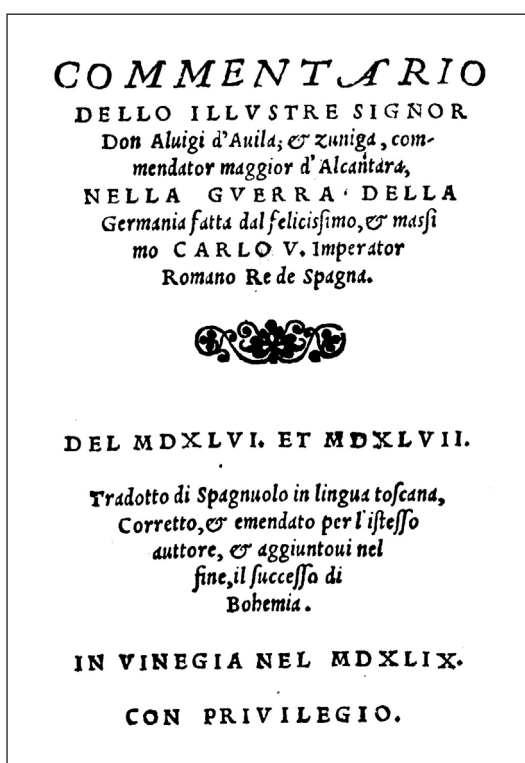 COMMENTARIO
DELLO ILLVSTRE SIGNOR
Don Aluigi d'Auila, & zuniga, com-
mendator maggior d'Alcantara,
NELLA GVERRA DELLA
Germania fatta dal felicisſimo, & masſi
mo CARLO V. Imperator
Romano Re de Spagna.
DEL MDXLVI. ET MDXLVII.
Tradotto di Spagnuolo in lingua toſcana,
Corretto, & emendato per l'iſteſſo
auttore, & aggiuntoui nel
fine, il ſucceſſo di
Bohemia.
IN VINEGIA NEL MDXLIX.
CON PRIVILEGIO.